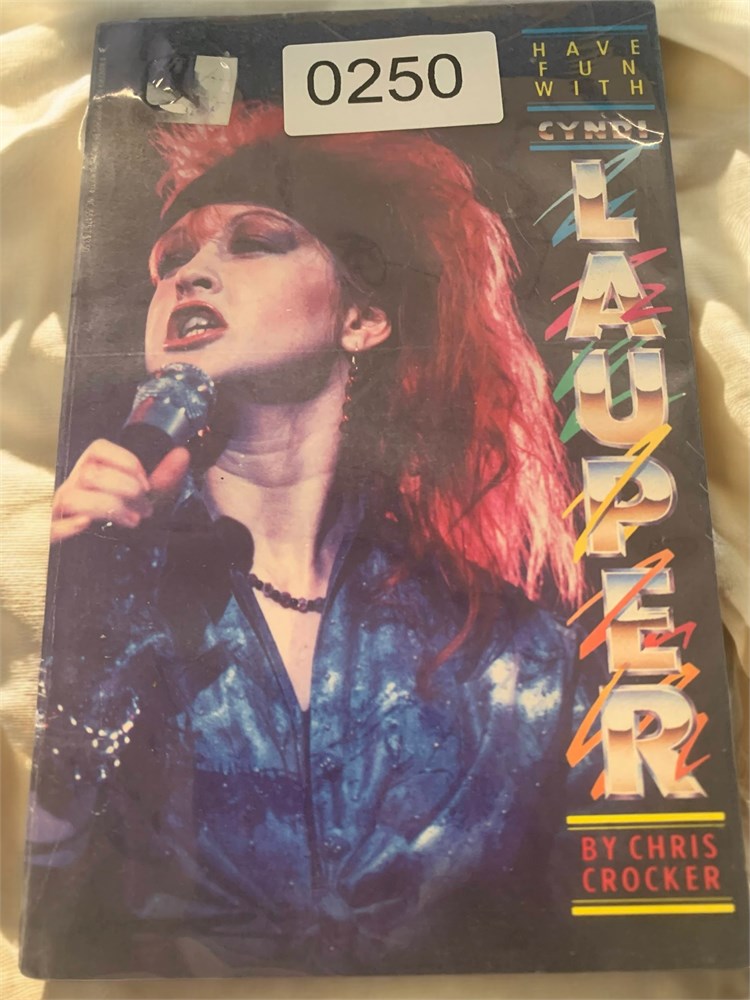 0250
HAVE
FUN
WITH
CYNDI
LAUPER
BY CHRIS
CROCKER